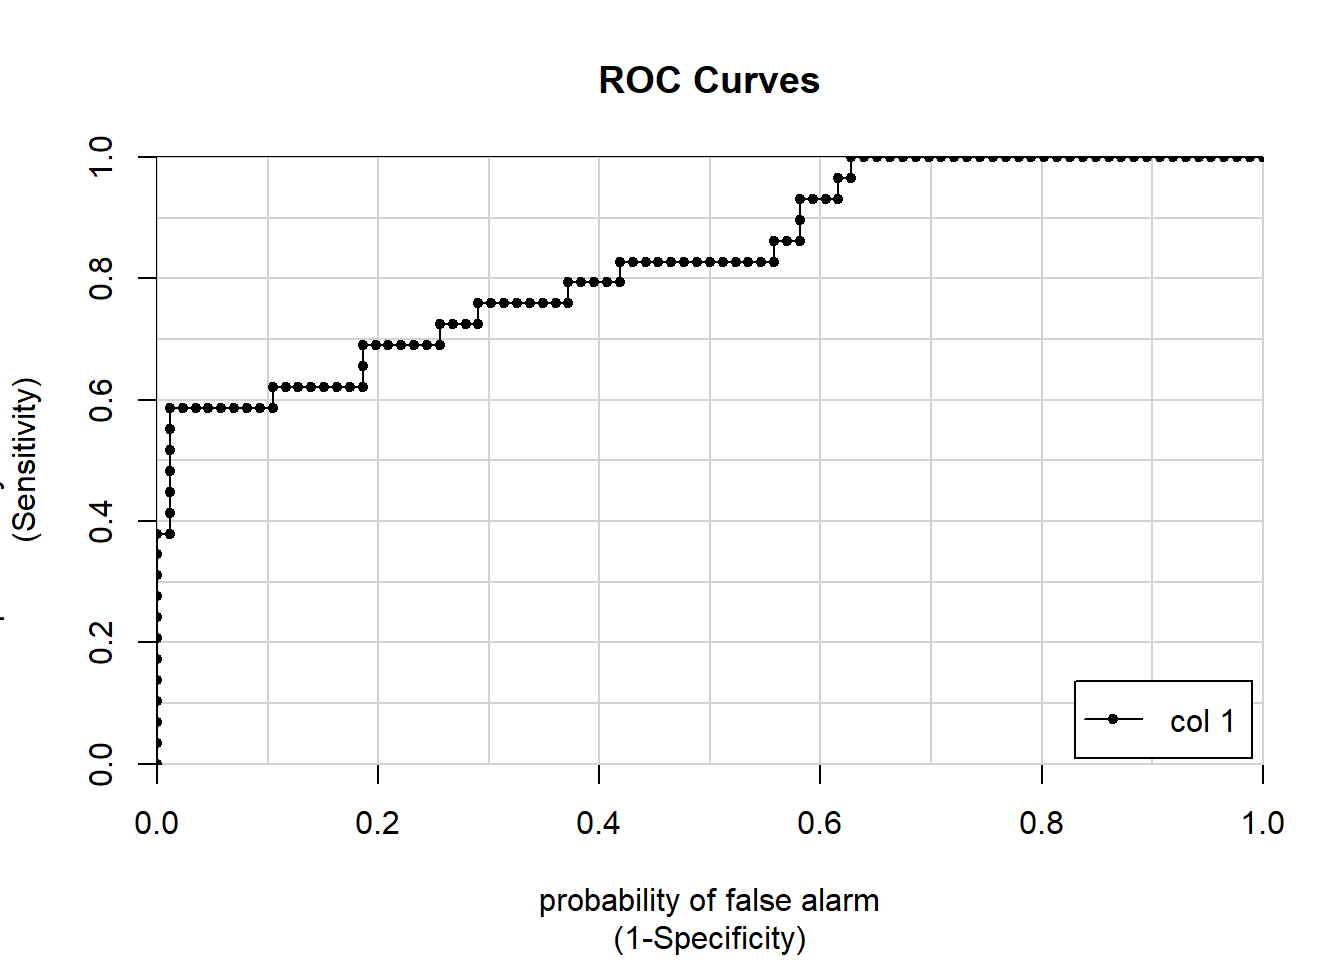 ROC Curves
(Sensitivity)
1.0
0.8
0.6
0.4
0.2
0.0
col 1
0.0 0.2 0.4 0.6 0.8 1.0
probability of false alarm
(1-Specificity)